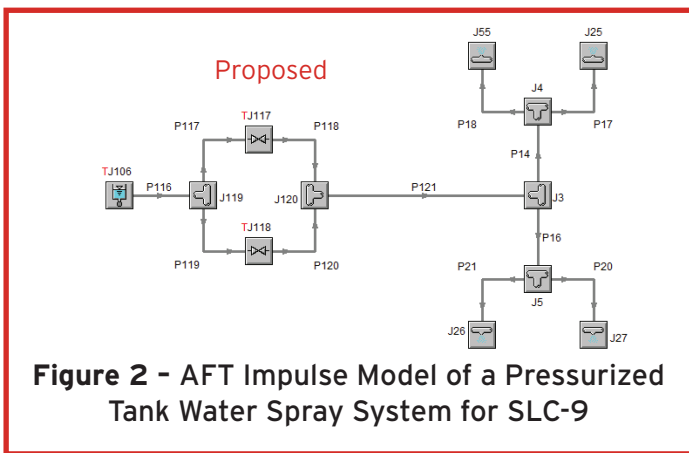 J55 J25
Proposed
J4
TJ117
P117 P118
P18 P17
TJ106
P14
P116
J119
J120
P121
J3
TJ118
P16
P119 P120
P21 P20
J5
J26 J27
Figure 2 – AFT Impulse Model of a Pressurized
Tank Water Spray System for SLC-9